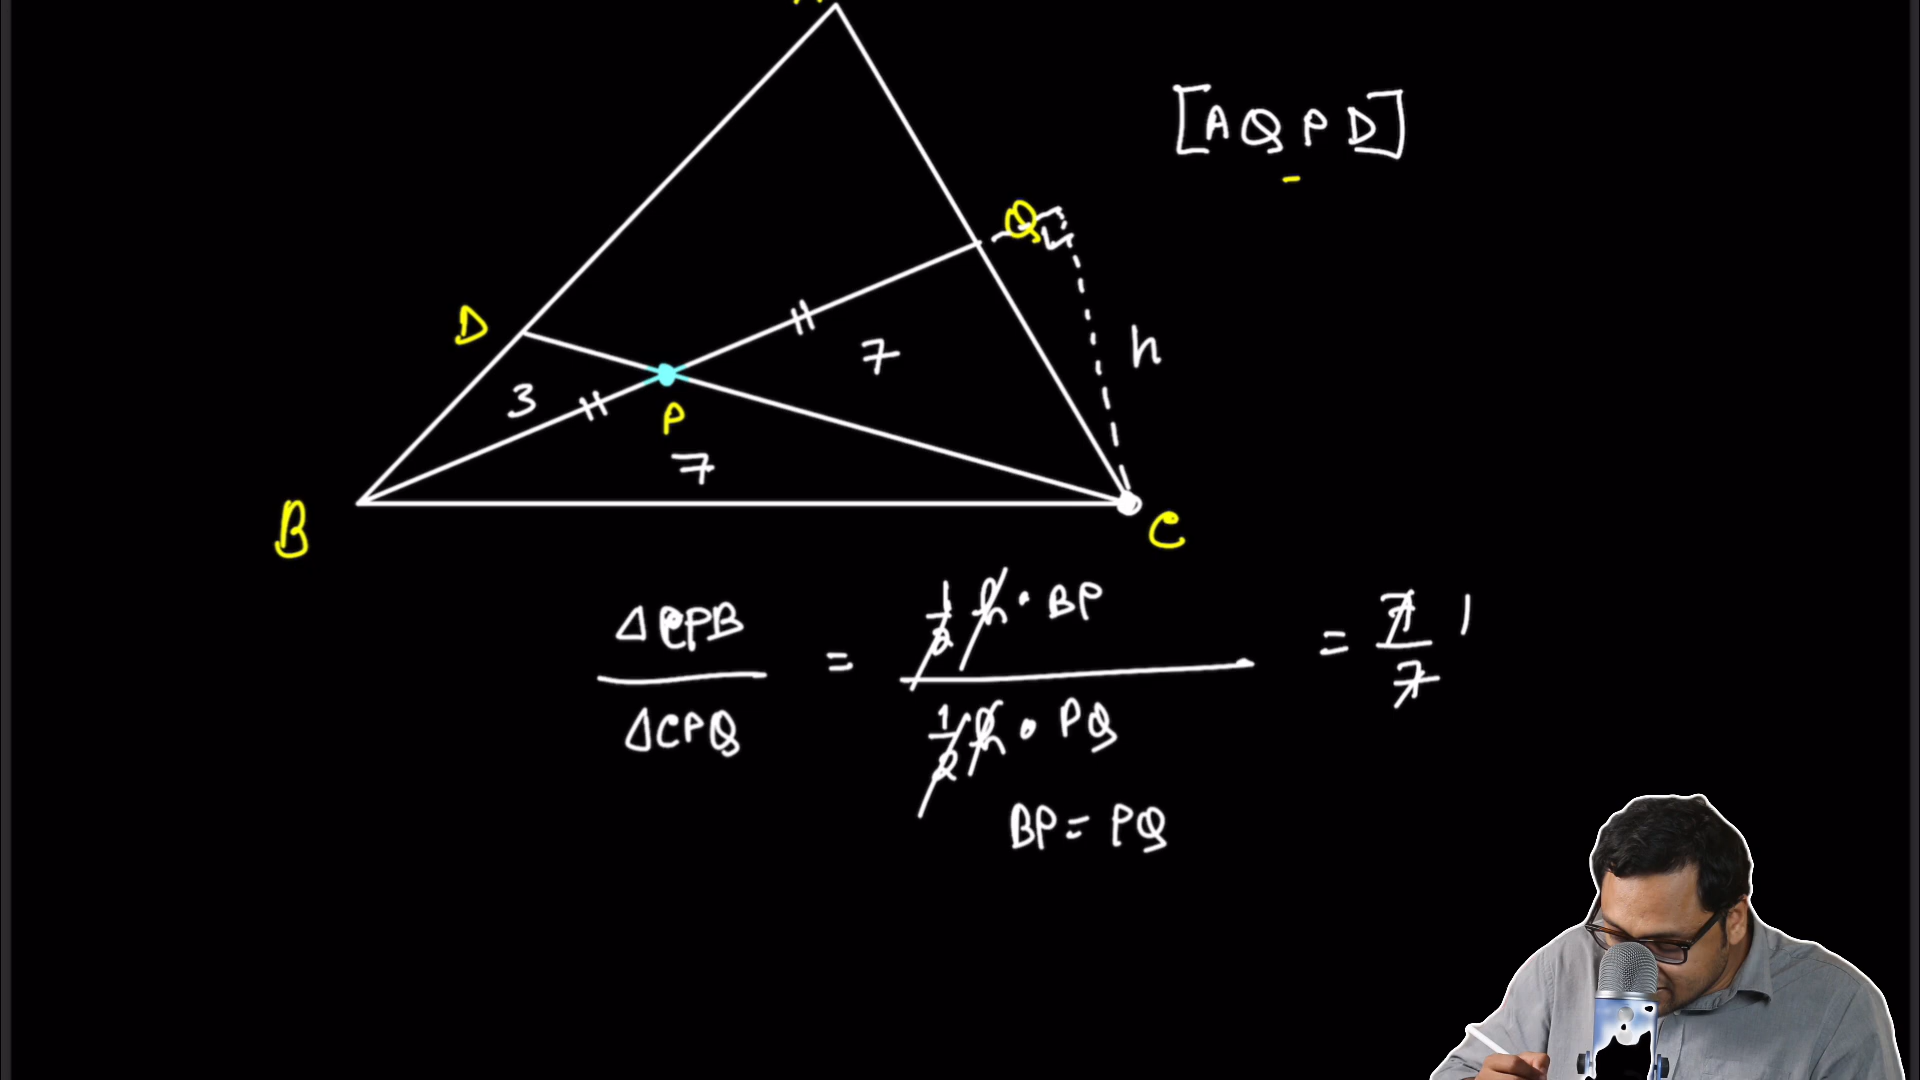 A
[AQPD]
Q
D
h
7
3
P
7
B
C
ΔCPB / ΔCPQ = 1/2 h · BP / 1/2 h · PQ = 7/7 1
BP = PQ